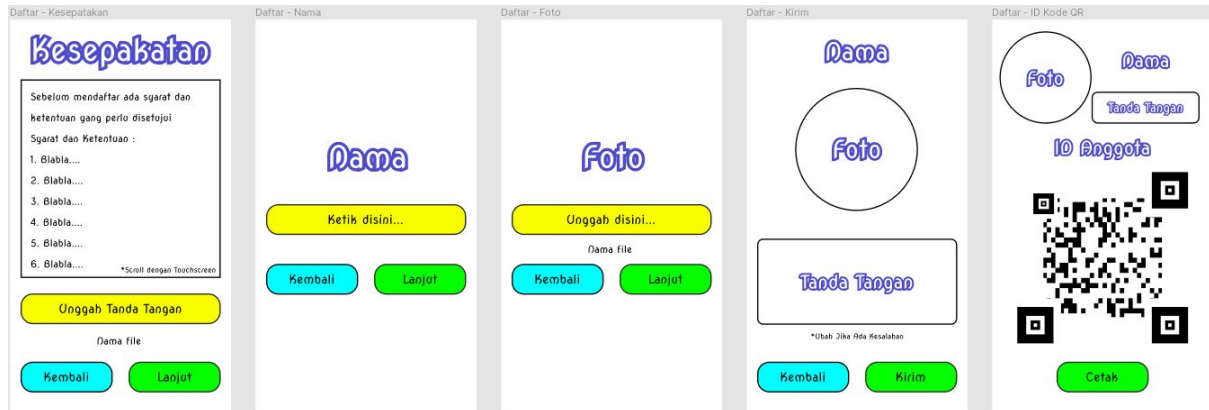 Daftar - Kesepatakan
Kesepakatan
Sebelum mendaftar ada syarat dan
ketentuan yang perlu disetujui
Syarat dan Ketentuan :
1. Blabla....
2. Blabla....
3. Blabla....
4. Blabla....
5. Blabla....
6. Blabla....
*Scroll dengan Touchscreen
Unggah Tanda Tangan
Nama file
Kembali
Lanjut
Daftar - Nama
Nama
Ketik disini...
Kembali
Lanjut
Daftar - Foto
Foto
Unggah disini...
Nama file
Kembali
Lanjut
Daftar - Kirim
Nama
Foto
Tanda Tangan
*Ubah Jika Ada Kesalahan
Kembali
Kirim
Daftar - ID Kode QR
Foto
Nama
Tanda Tangan
ID Anggota
Cetak